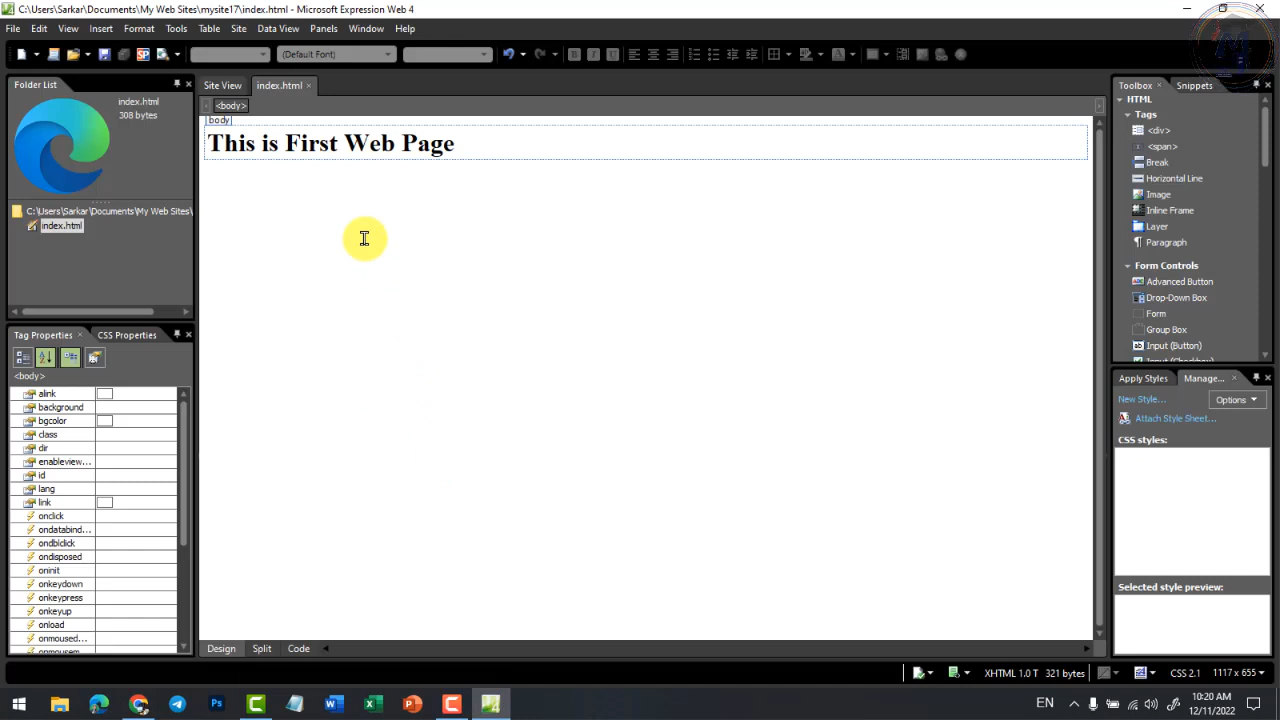 C:\Users\Sarkar\Documents\My Web Sites\mysite17\index.html - Microsoft Expression Web 4
File Edit View Insert Format Tools Table Site Data View Panels Window Help
(Default Font)
Folder List
index.html
308 bytes
C:\Users\Sarkar\Documents\My Web Sites\
index.html
Tag Properties CSS Properties
<body>
alink
background
bgcolor
class
dir
enableview...
id
lang
link
onclick
ondatabind...
ondblclick
ondisposed
oninit
onkeydown
onkeypress
onkeyup
onload
onmoused...
onmousem...
Site View index.html
<body>
body
This is First Web Page
Design Split Code
Toolbox Snippets
HTML
Tags
<div>
<span>
Break
Horizontal Line
Image
Inline Frame
Layer
Paragraph
Form Controls
Advanced Button
Drop-Down Box
Form
Group Box
Input (Button)
Input (Checkbox)
Apply Styles Manage...
New Style... Options
Attach Style Sheet...
CSS styles:
Selected style preview:
XHTML 1.0 T 321 bytes CSS 2.1 1117 x 655
EN 10:20 AM
12/11/2022